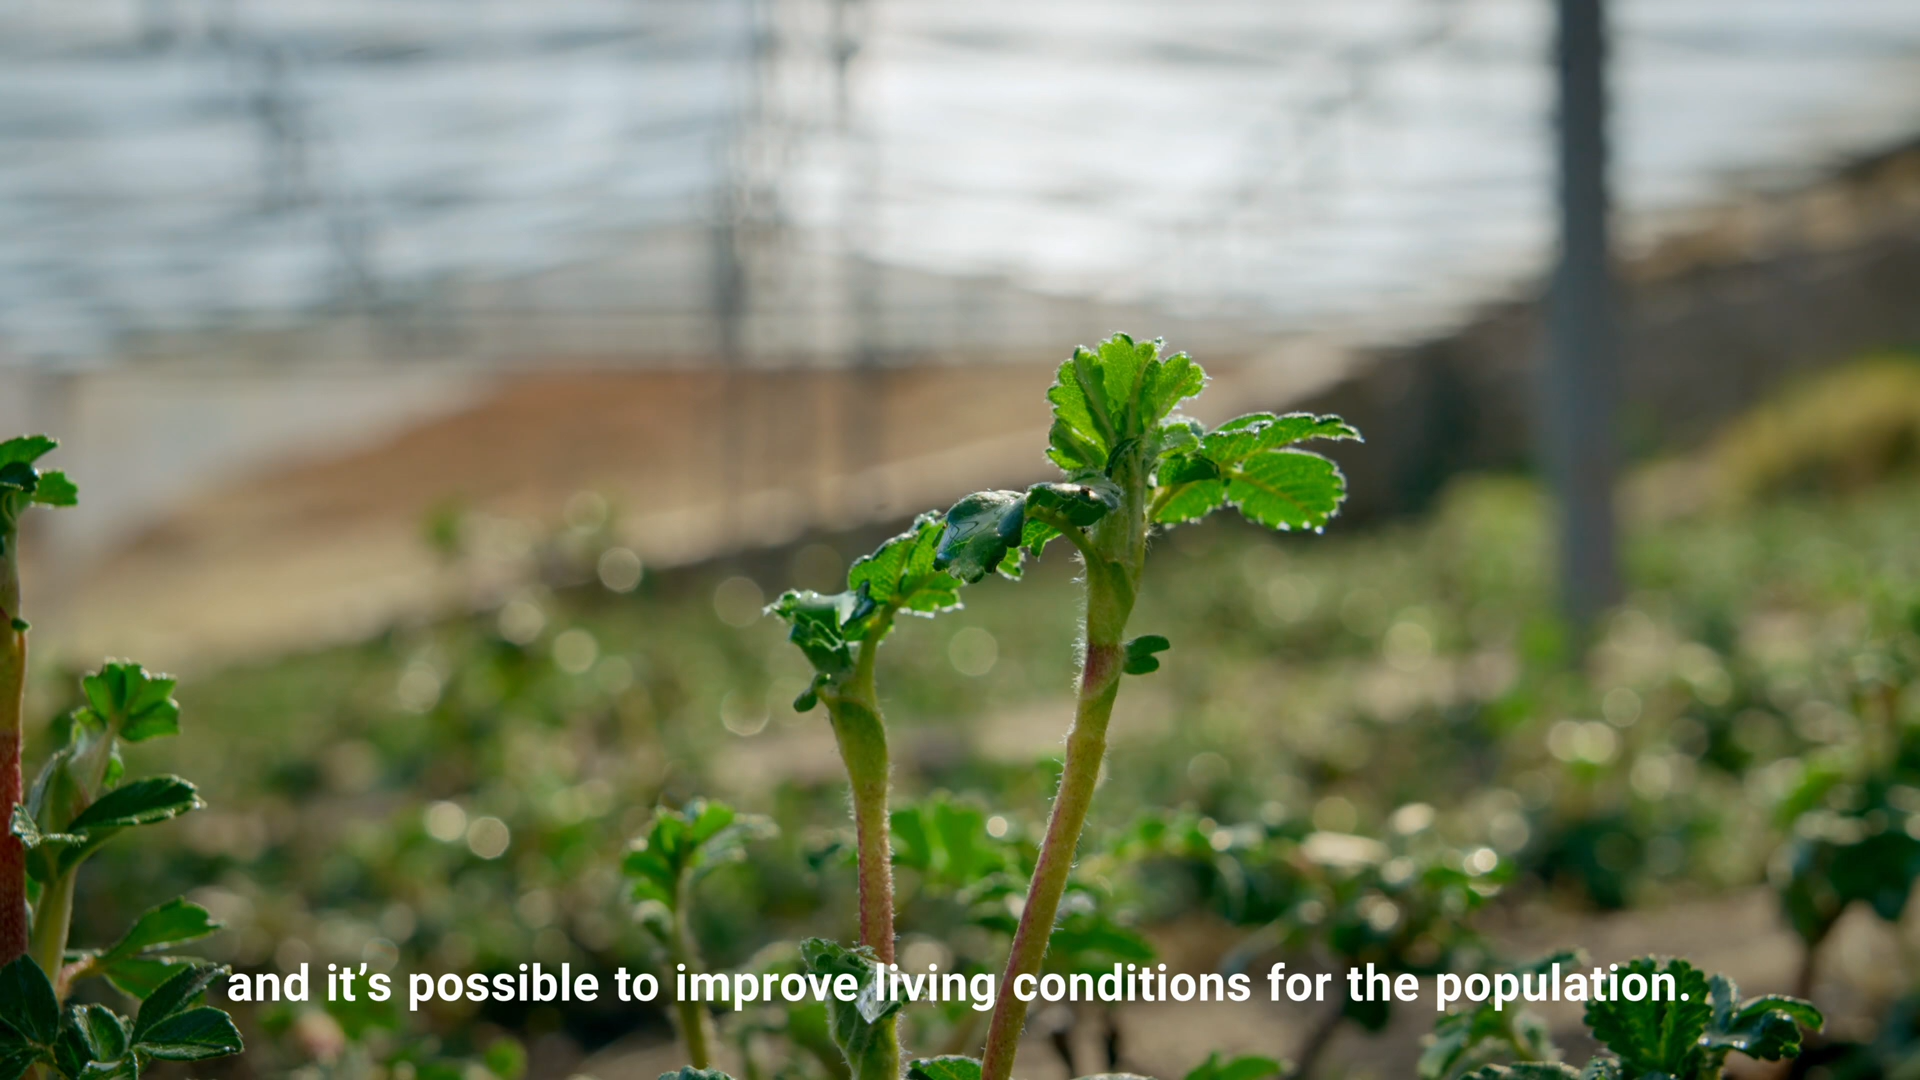 and it’s possible to improve living conditions for the population.